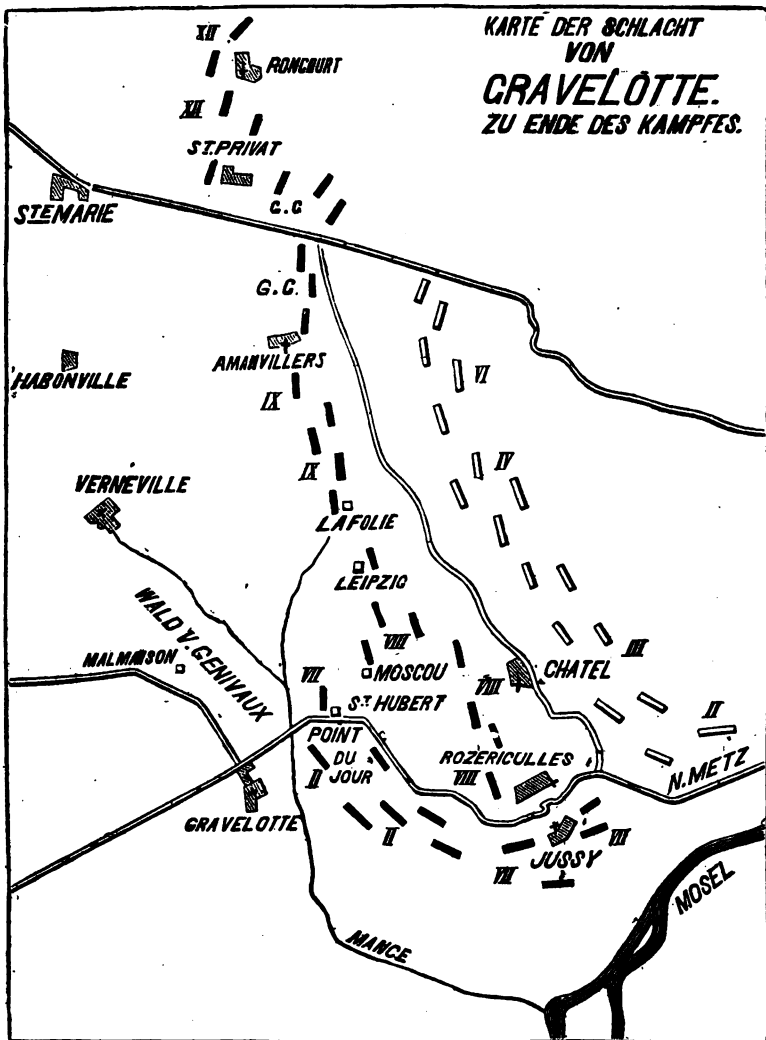 KARTE DER SCHLACHT
VON
GRAVELOTTE.
ZU ENDE DES KAMPFES.
XII
RONCOURT
XII
ST. PRIVAT
STE MARIE
G.C
G.C.
AMANVILLERS
HABONVILLE
VI
IX
IX
IV
VERNEVILLE
LAFOLIE
LEIPZIG
WALD V. GENIVAUX
VIII
III
MALMAISON
MOSCOU
CHATEL
VII
VIII
ST HUBERT
II
POINT
DU
JOUR
ROZERICULLES
N. METZ
II
VIII
GRAVELOTTE
II
VII
JUSSY
VII
MOSEL
MANCE